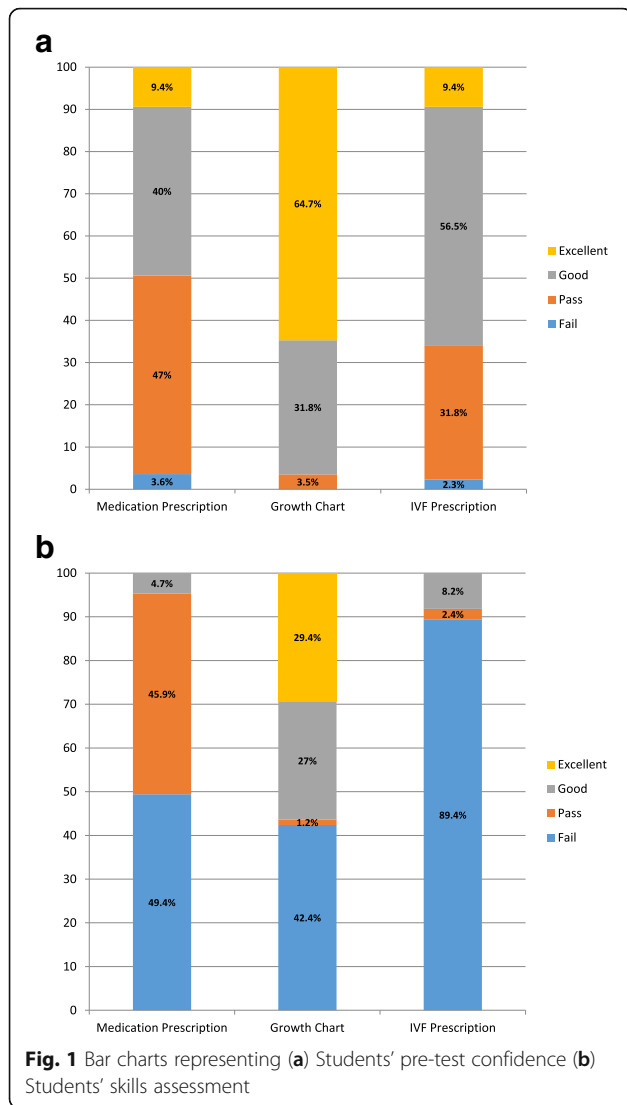 a
100
90
80
70
60
50
40
30
20
10
0
9.4%
40%
47%
3.6%
64.7%
31.8%
3.5%
9.4%
56.5%
31.8%
2.3%
Medication Prescription
Growth Chart
IVF Prescription
Excellent
Good
Pass
Fail
b
100
90
80
70
60
50
40
30
20
10
0
4.7%
45.9%
49.4%
29.4%
27%
1.2%
42.4%
8.2%
2.4%
89.4%
Medication Prescription
Growth Chart
IVF Prescription
Excellent
Good
Pass
Fail
Fig. 1 Bar charts representing (a) Students’ pre-test confidence (b)
Students’ skills assessment